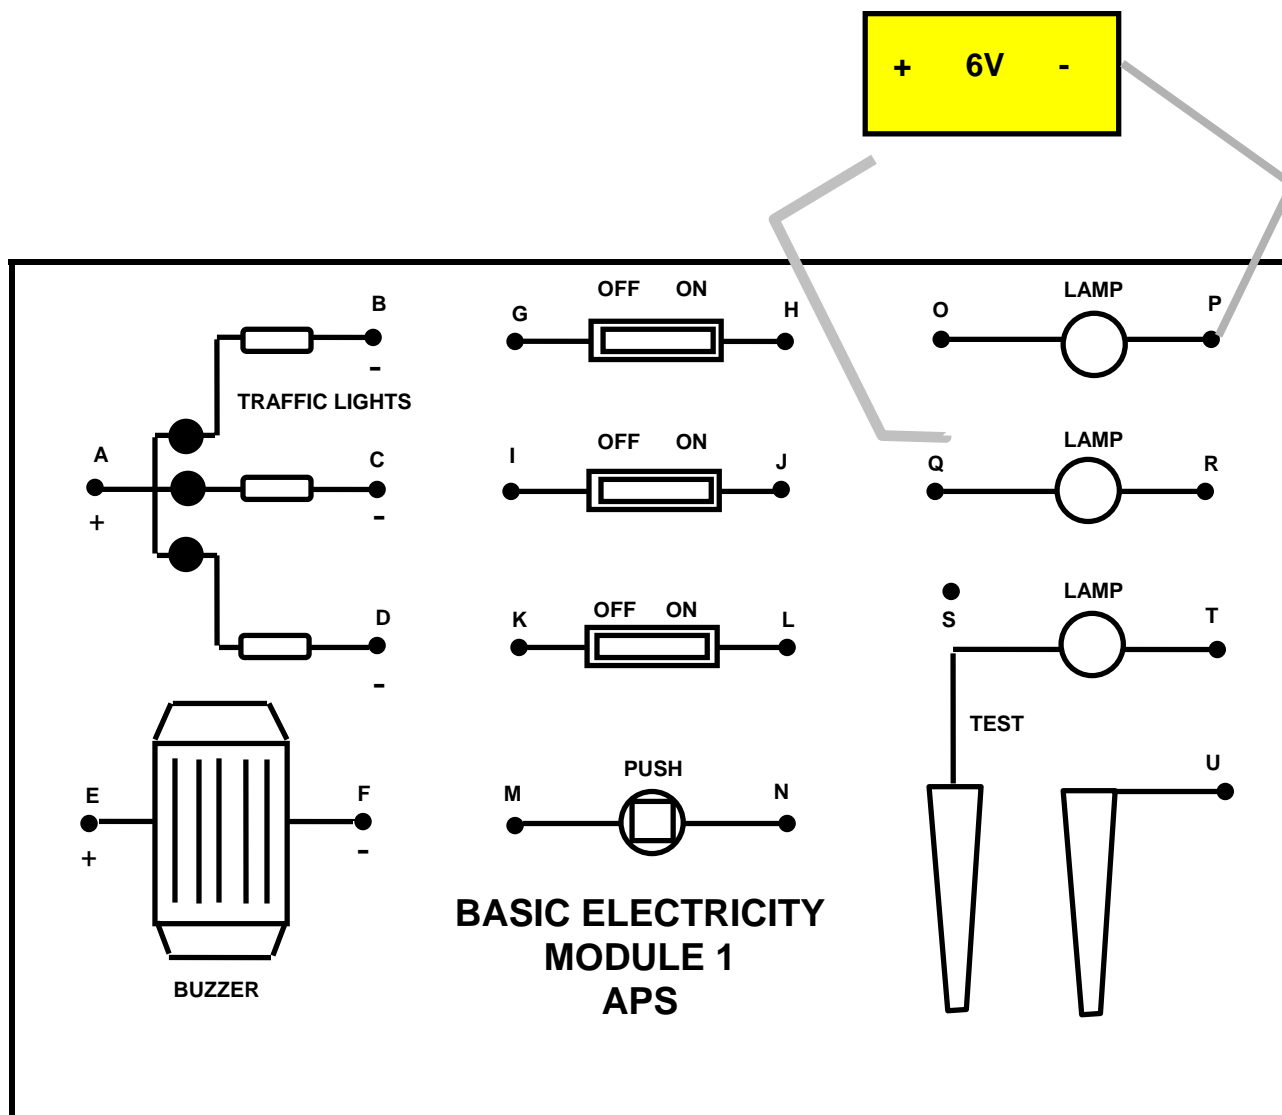 + 6V -
OFF ON
LAMP
B
G
H
O
P
-
TRAFFIC LIGHTS
OFF ON
LAMP
A
C
I
J
Q
R
+
-
OFF ON
LAMP
D
K
L
S
T
-
TEST
PUSH
U
E
F
M
N
+
-
BASIC ELECTRICITY
MODULE 1
APS
BUZZER